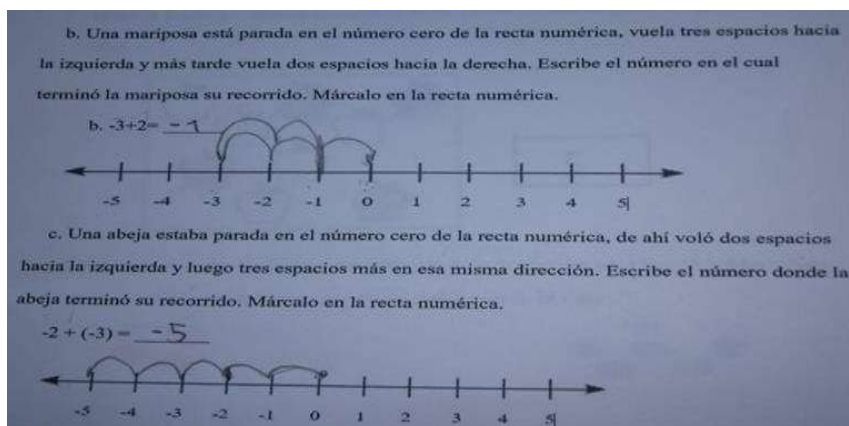 b. Una mariposa está parada en el número cero de la recta numérica, vuela tres espacios hacia
la izquierda y más tarde vuela dos espacios hacia la derecha. Escribe el número en el cual
terminó la mariposa su recorrido. Márcalo en la recta numérica.
b. -3+2= -1
-5 -4 -3 -2 -1 0 1 2 3 4 5
c. Una abeja estaba parada en el número cero de la recta numérica, de ahí voló dos espacios
hacia la izquierda y luego tres espacios más en esa misma dirección. Escribe el número donde la
abeja terminó su recorrido. Márcalo en la recta numérica.
-2 + (-3) = -5
-5 -4 -3 -2 -1 0 1 2 3 4 5